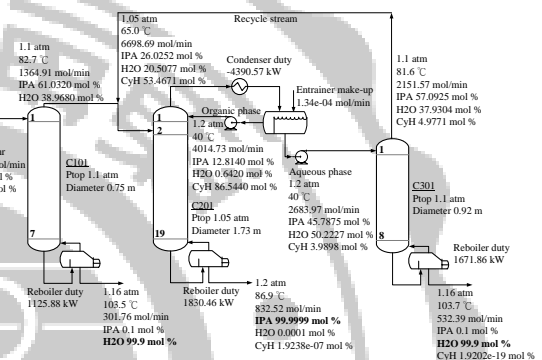 1.05 atm
65.0 ℃
6698.69 mol/min
IPA 26.0252 mol %
H2O 20.5077 mol %
CyH 53.4671 mol %
Recycle stream
1.1 atm
82.7 ℃
1364.91 mol/min
IPA 61.0320 mol %
H2O 38.9680 mol %
Condenser duty
-4390.57 kW
Entrainer make-up
1.34e-04 mol/min
1.1 atm
81.6 ℃
2151.57 mol/min
IPA 57.0925 mol %
H2O 37.9304 mol %
CyH 4.9771 mol %
Organic phase
1.2 atm
40 ℃
4014.73 mol/min
IPA 12.8140 mol %
H2O 0.6420 mol %
CyH 86.5440 mol %
Aqueous phase
1.2 atm
40 ℃
2683.97 mol/min
IPA 45.7875 mol %
H2O 50.2227 mol %
CyH 3.9898 mol %
1
7
C101
Ptop 1.1 atm
Diameter 0.75 m
1
2
19
C201
Ptop 1.05 atm
Diameter 1.73 m
1
8
C301
Ptop 1.1 atm
Diameter 0.92 m
Reboiler duty
1125.88 kW
1.16 atm
103.5 ℃
301.76 mol/min
IPA 0.1 mol %
H2O 99.9 mol %
Reboiler duty
1830.46 kW
1.2 atm
86.9 ℃
832.52 mol/min
IPA 99.9999 mol %
H2O 0.0001 mol %
CyH 1.9238e-07 mol %
Reboiler duty
1671.86 kW
1.16 atm
103.7 ℃
532.39 mol/min
IPA 0.1 mol %
H2O 99.9 mol %
CyH 1.9202e-19 mol %